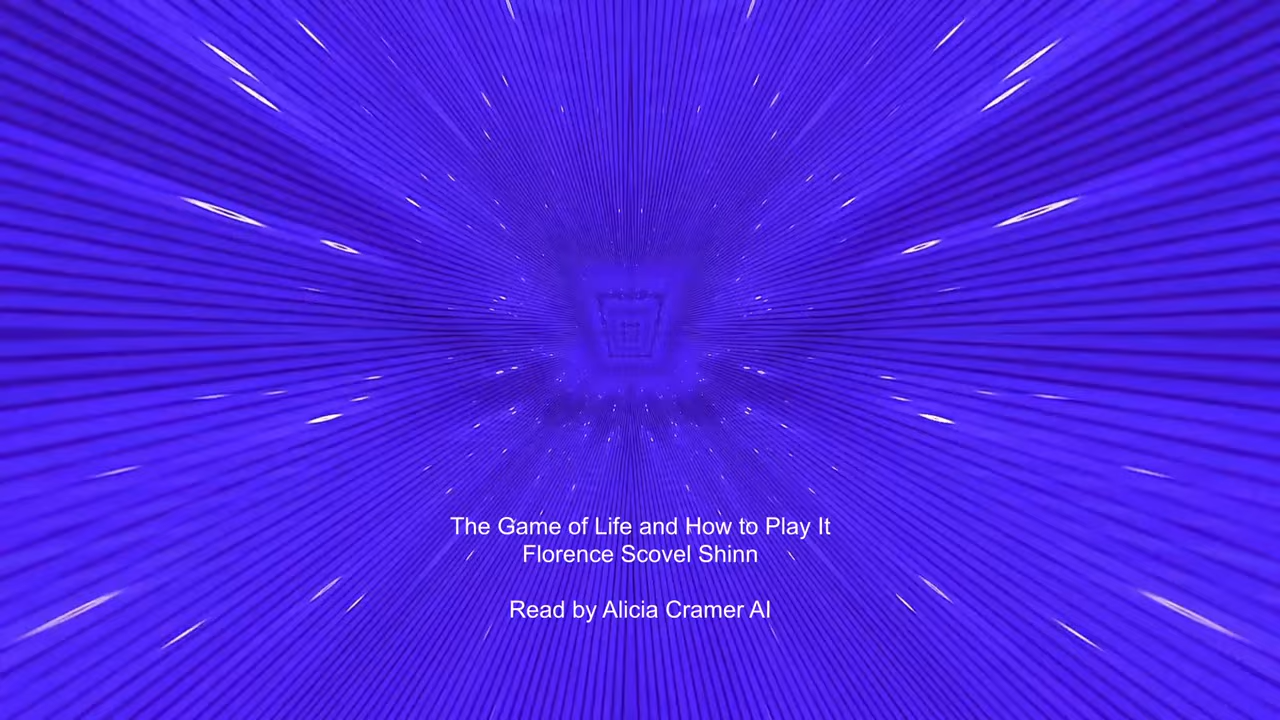 The Game of Life and How to Play It
Florence Scovel Shinn
Read by Alicia Cramer AI